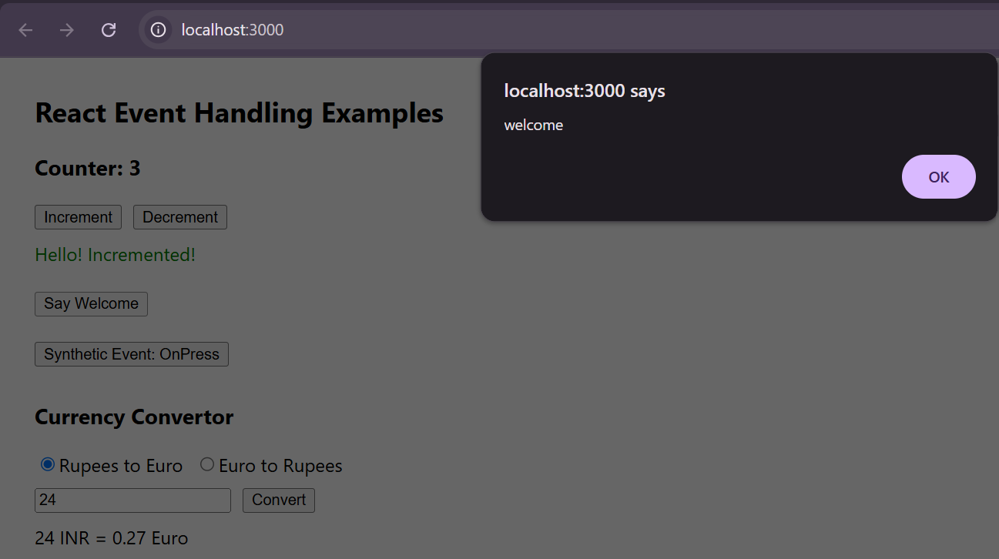 localhost:3000
localhost:3000 says
welcome
OK
React Event Handling Examples
Counter: 3
Increment Decrement
Hello! Incremented!
Say Welcome
Synthetic Event: OnPress
Currency Convertor
Rupees to Euro Euro to Rupees
24 Convert
24 INR = 0.27 Euro